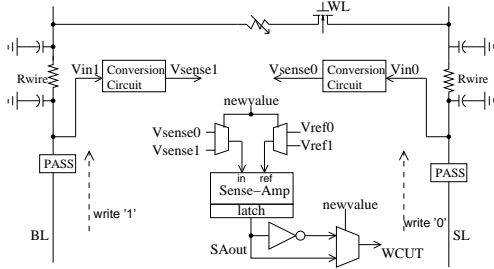 WL
Rwire
Vin1
Conversion
Circuit
Vsense1
Vsense0
Conversion
Circuit
Vin0
Rwire
newvalue
Vsense0
Vsense1
Vref0
Vref1
PASS
PASS
in ref
Sense-Amp
latch
newvalue
write '1'
write '0'
BL
SL
SAout
WCUT